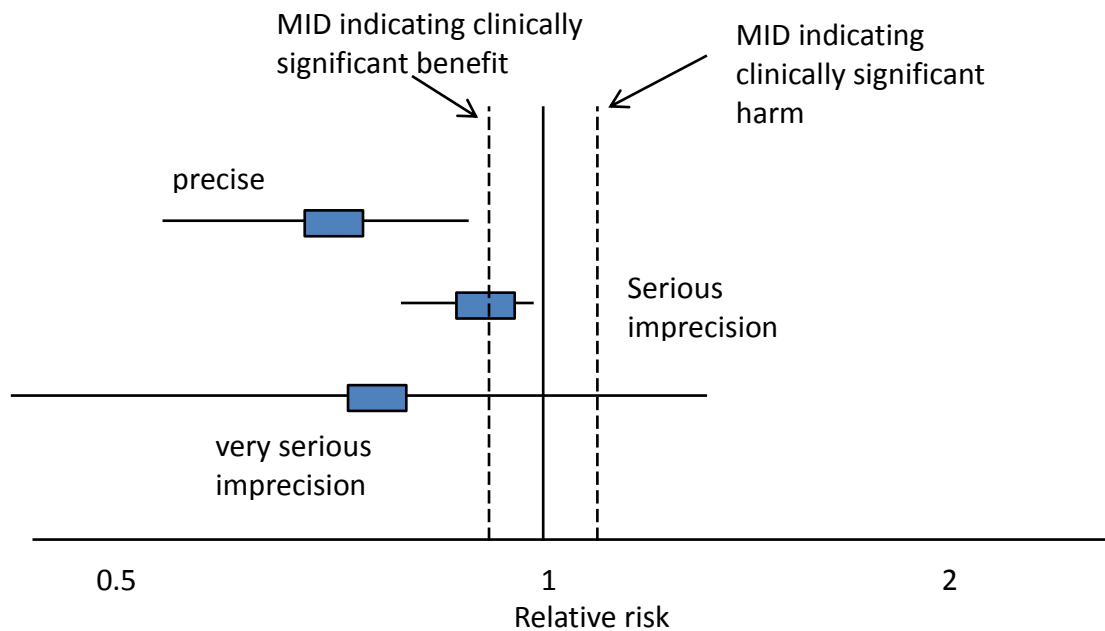 MID indicating clinically
significant benefit
MID indicating
clinically significant
harm
precise
Serious
imprecision
very serious
imprecision
0.5
1
2
Relative risk